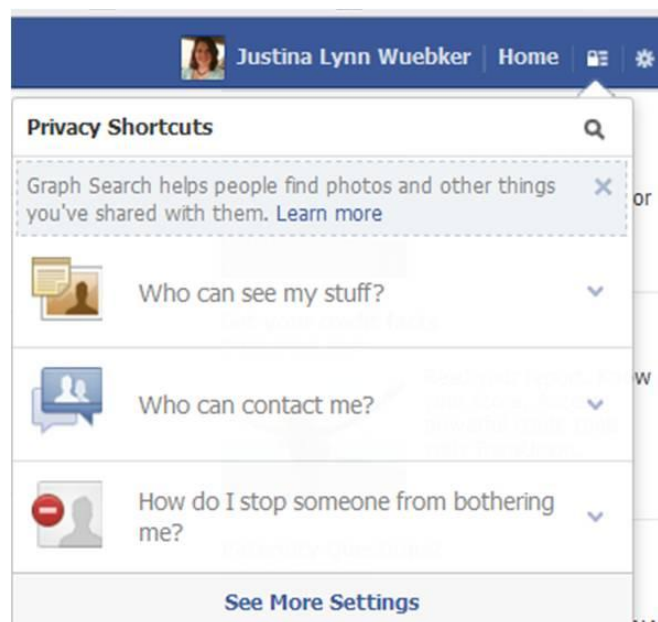 Justina Lynn Wuebker Home
Privacy Shortcuts
Graph Search helps people find photos and other things
you've shared with them. Learn more
or
Who can see my stuff?
Who can contact me?
How do I stop someone from bothering
me?
See More Settings